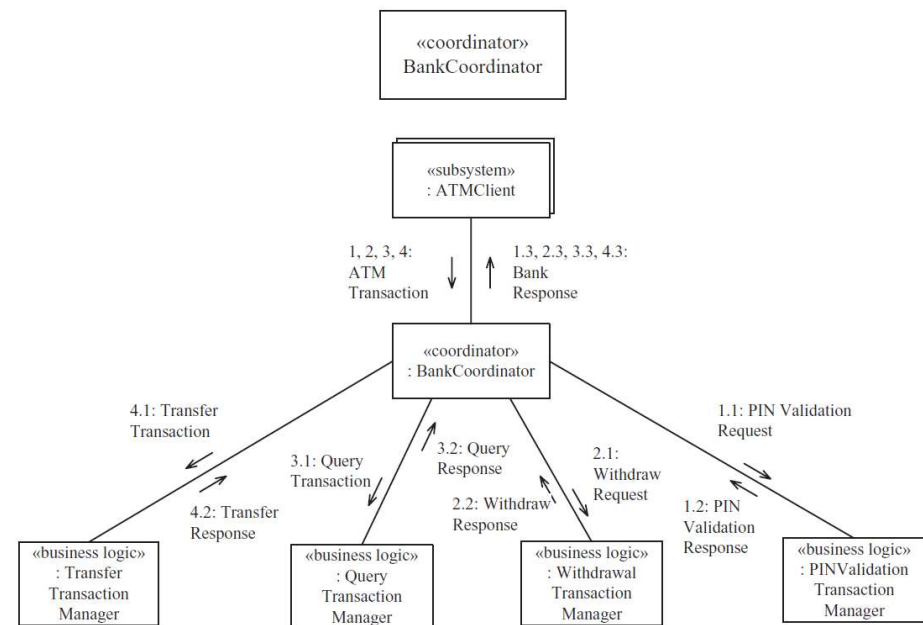 «coordinator»
BankCoordinator
«subsystem»
: ATMClient
1, 2, 3, 4:
ATM
Transaction
1.3, 2.3, 3.3, 4.3:
Bank
Response
«coordinator»
: BankCoordinator
4.1: Transfer
Transaction
4.2: Transfer
Response
3.1: Query
Transaction
3.2: Query
Response
2.2: Withdraw
Response
2.1:
Withdraw
Request
1.1: PIN Validation
Request
1.2: PIN
Validation
Response
«business logic»
: Transfer
Transaction
Manager
«business logic»
: Query
Transaction
Manager
«business logic»
: Withdrawal
Transaction
Manager
«business logic»
: PINValidation
Transaction
Manager